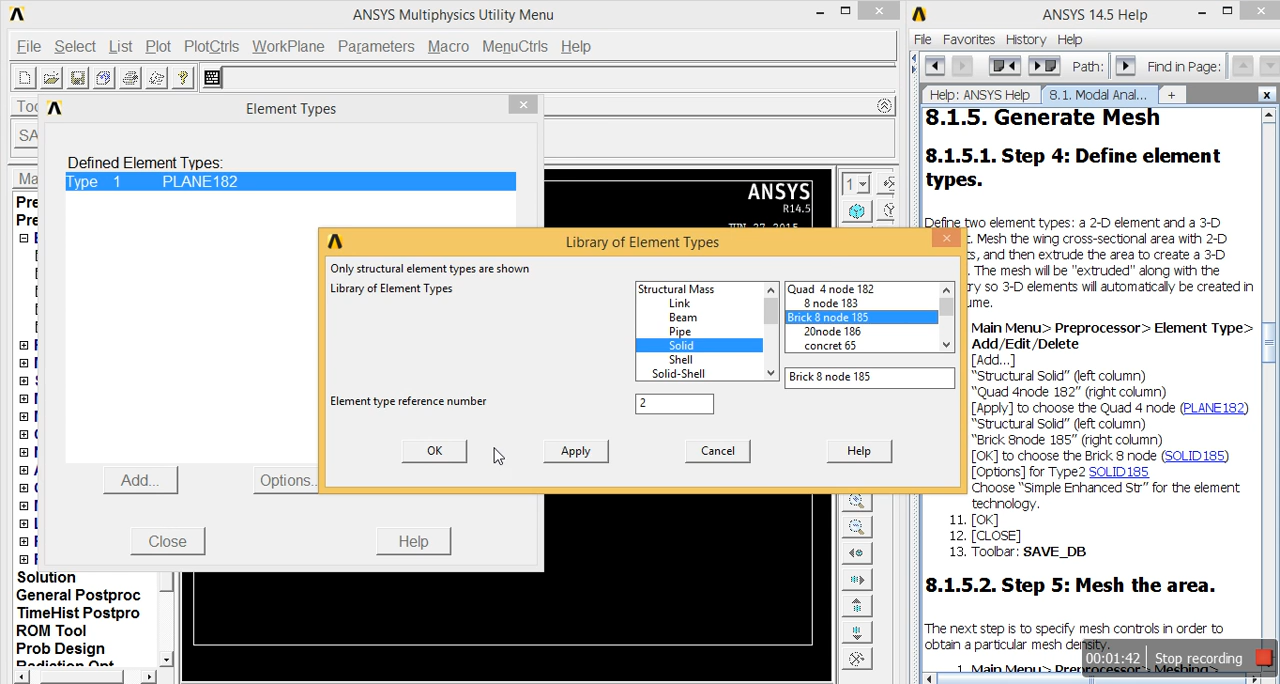 ANSYS Multiphysics Utility Menu
File Select List Plot PlotCtrls WorkPlane Parameters Macro MenuCtrls Help
Element Types
SA
Defined Element Types:
Type 1 PLANE182
Add...
Options..
Close
Help
Solution
General Postproc
TimeHist Postpro
ROM Tool
Prob Design
Radiation Opt
ANSYS
R14.5
JUN 27 2015
1
Library of Element Types
Only structural element types are shown
Library of Element Types
Structural Mass
Link
Beam
Pipe
Solid
Shell
Solid-Shell
Quad 4 node 182
8 node 183
Brick 8 node 185
20node 186
concret 65
Brick 8 node 185
Element type reference number
2
OK
Apply
Cancel
Help
ANSYS 14.5 Help
File Favorites History Help
Path: Find in Page:
Help: ANSYS Help
8.1. Modal Anal...
8.1.5. Generate Mesh
8.1.5.1. Step 4: Define element
types.
Define two element types: a 2-D element and a 3-D
Mesh the wing cross-sectional area with 2-D
and then extrude the area to create a 3-D
The mesh will be "extruded" along with the
so 3-D elements will automatically be created in
Main Menu> Preprocessor> Element Type>
Add/Edit/Delete
[Add...]
"Structural Solid" (left column)
"Quad 4node 182" (right column)
[Apply] to choose the Quad 4 node (PLANE182)
"Structural Solid" (left column)
"Brick 8node 185" (right column)
[OK] to choose the Brick 8 node (SOLID185)
[Options] for Type2 SOLID185
Choose "Simple Enhanced Str" for the element
technology.
11. [OK]
12. [CLOSE]
13. Toolbar: SAVE_DB
8.1.5.2. Step 5: Mesh the area.
The next step is to specify mesh controls in order to
obtain a particular mesh density.
1. Main Menu> Preprocessor> Meshing>
00:01:42 Stop recording